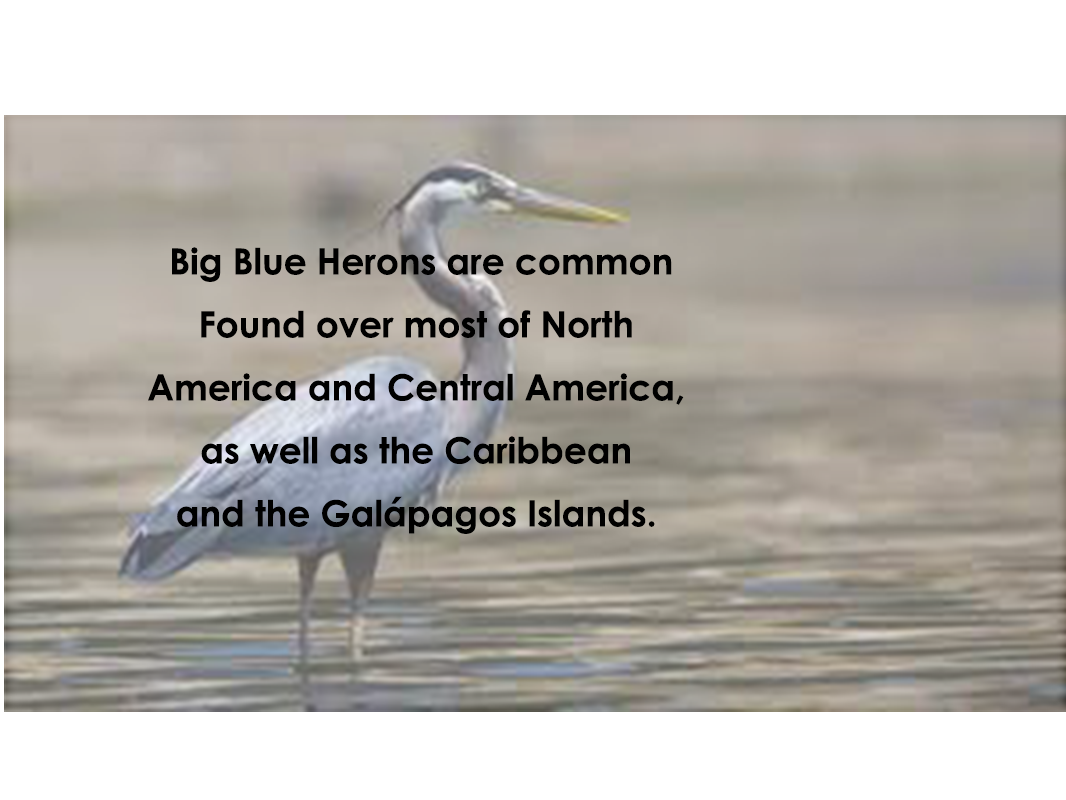 Big Blue Herons are common
Found over most of North
America and Central America,
as well as the Caribbean
and the Galápagos Islands.